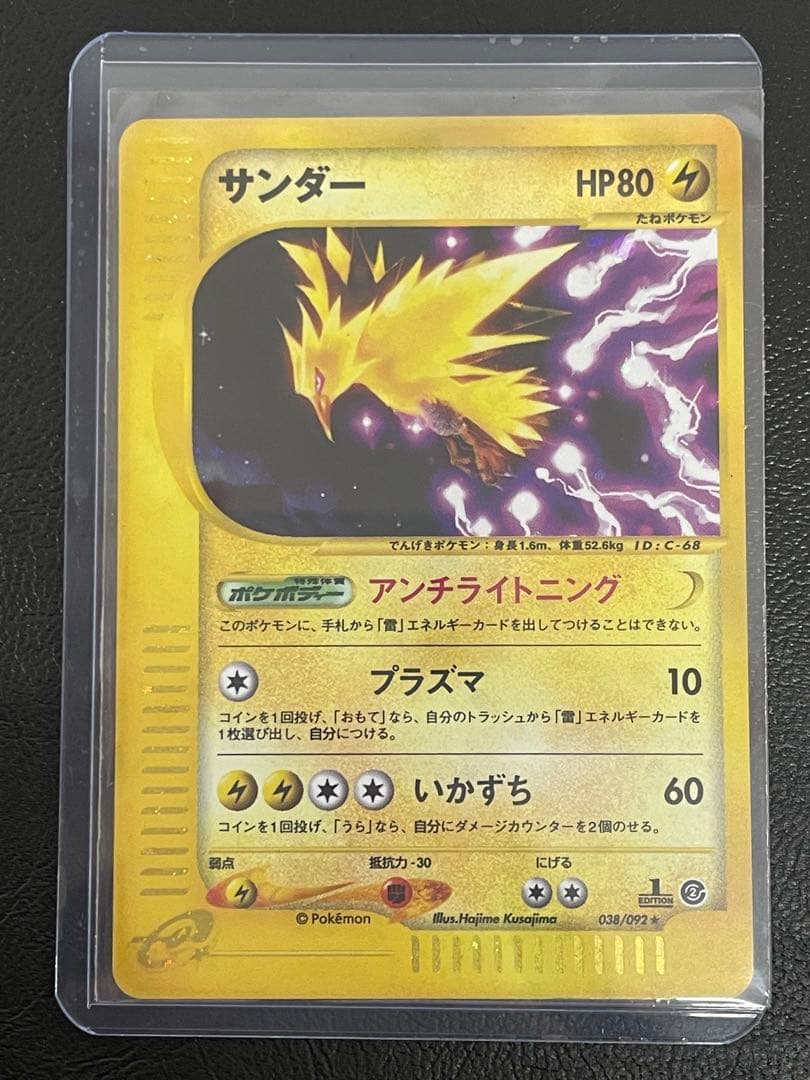 サンダー HP80
たねポケモン
でんげきポケモン：身長1.6m、体重52.6kg ID:C-68
特殊体質
ポケボディー アンチライトニング
このポケモンに、手札から「雷」エネルギーカードを出してつけることはできない。
プラズマ 10
コインを1回投げ、「おもて」なら、自分のトラッシュから「雷」エネルギーカードを
1枚選び出し、自分につける。
いかずち 60
コインを1回投げ、「うら」なら、自分にダメージカウンターを2個のせる。
弱点 抵抗力-30 にげる
1 EDITION 2
© Pokémon Illus.Hajime Kusajima 038/092★
e